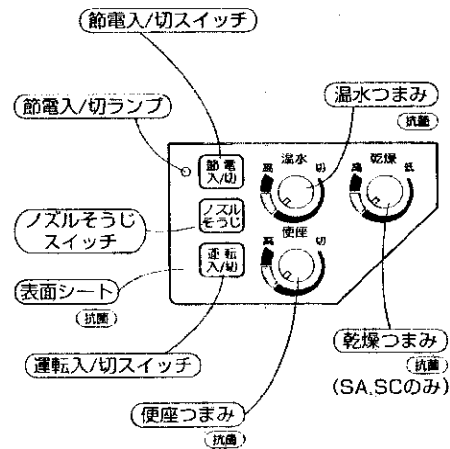 節電入/切スイッチ
節電入/切ランプ
温水つまみ
抗菌
節電
入/切
温水
高
切
乾燥
高
低
ノズル
そうじ
ノズルそうじ
スイッチ
便座
高
切
運転
入/切
表面シート
抗菌
運転入/切スイッチ
乾燥つまみ
抗菌
(SA,SCのみ)
便座つまみ
抗菌